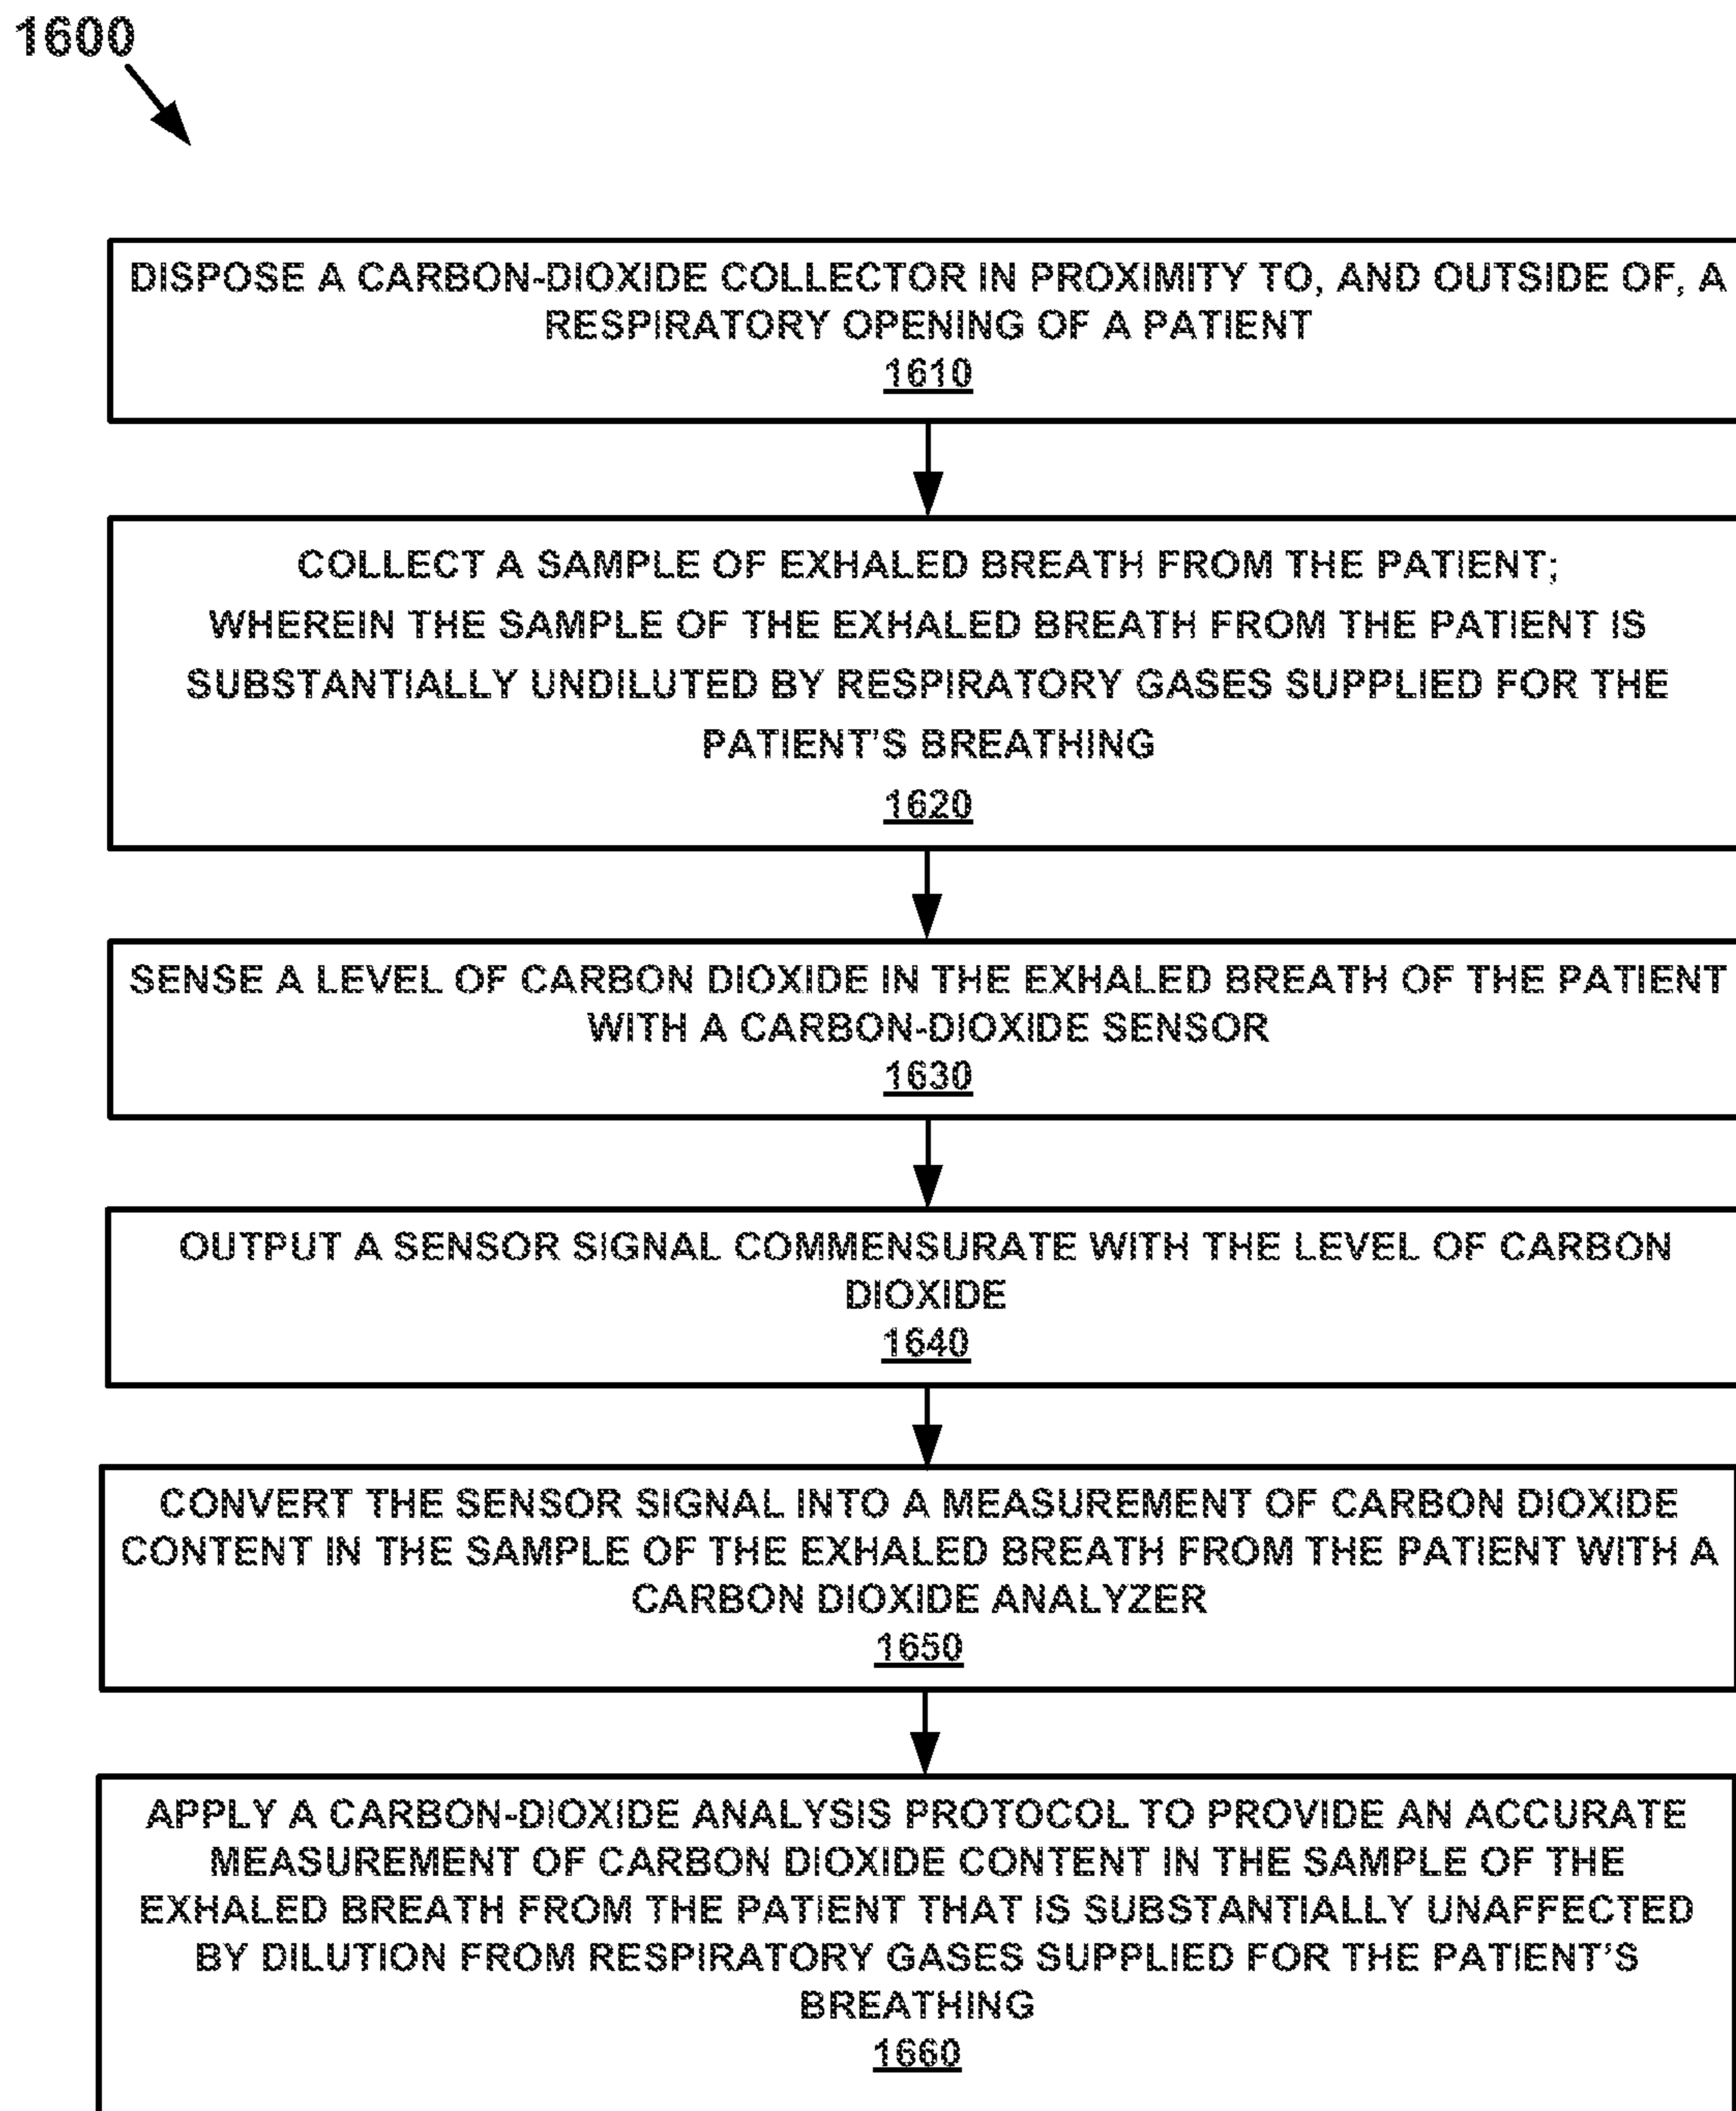 1600
DISPOSE A CARBON-DIOXIDE COLLECTOR IN PROXIMITY TO, AND OUTSIDE OF, A
RESPIRATORY OPENING OF A PATIENT
1610
COLLECT A SAMPLE OF EXHALED BREATH FROM THE PATIENT;
WHEREIN THE SAMPLE OF THE EXHALED BREATH FROM THE PATIENT IS
SUBSTANTIALLY UNDILUTED BY RESPIRATORY GASES SUPPLIED FOR THE
PATIENT'S BREATHING
1620
SENSE A LEVEL OF CARBON DIOXIDE IN THE EXHALED BREATH OF THE PATIENT
WITH A CARBON-DIOXIDE SENSOR
1630
OUTPUT A SENSOR SIGNAL COMMENSURATE WITH THE LEVEL OF CARBON
DIOXIDE
1640
CONVERT THE SENSOR SIGNAL INTO A MEASUREMENT OF CARBON DIOXIDE
CONTENT IN THE SAMPLE OF THE EXHALED BREATH FROM THE PATIENT WITH A
CARBON DIOXIDE ANALYZER
1650
APPLY A CARBON-DIOXIDE ANALYSIS PROTOCOL TO PROVIDE AN ACCURATE
MEASUREMENT OF CARBON DIOXIDE CONTENT IN THE SAMPLE OF THE
EXHALED BREATH FROM THE PATIENT THAT IS SUBSTANTIALLY UNAFFECTED
BY DILUTION FROM RESPIRATORY GASES SUPPLIED FOR THE PATIENT'S
BREATHING
1660